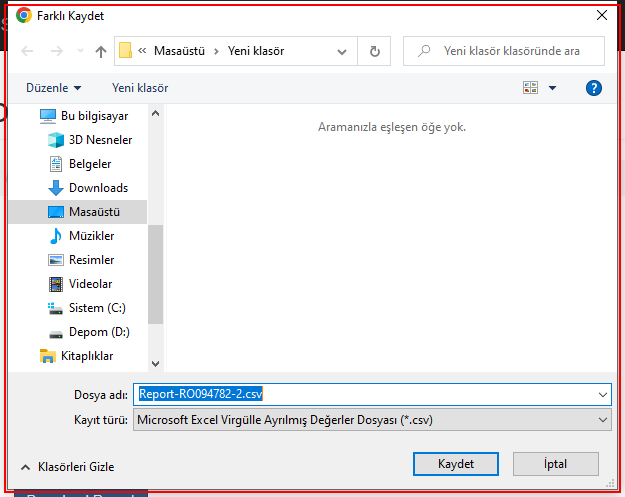 Farklı Kaydet
« Masaüstü > Yeni klasör
Yeni klasör klasöründe ara
Düzenle Yeni klasör
?
Bu bilgisayar
3D Nesneler
Belgeler
Downloads
Masaüstü
Müzikler
Resimler
Videolar
Sistem (C:)
Depom (D:)
Kitaplıklar
Aramanızla eşleşen öğe yok.
Dosya adı: Report-RO094782-2.csv
Kayıt türü: Microsoft Excel Virgülle Ayrılmış Değerler Dosyası (*.csv)
Klasörleri Gizle
Kaydet
İptal